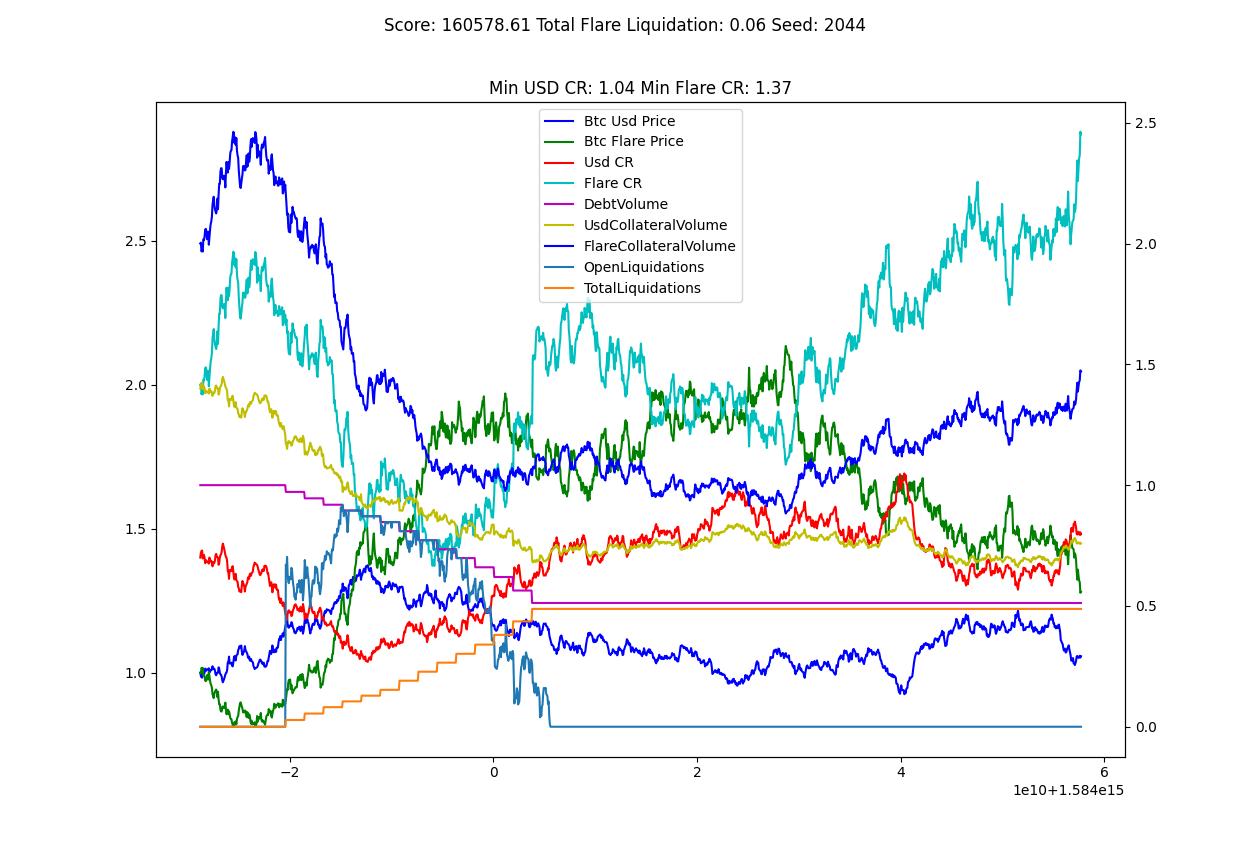 Score: 160578.61 Total Flare Liquidation: 0.06 Seed: 2044
Min USD CR: 1.04 Min Flare CR: 1.37
Btc Usd Price
Btc Flare Price
Usd CR
Flare CR
DebtVolume
UsdCollateralVolume
FlareCollateralVolume
OpenLiquidations
TotalLiquidations
2.5
2.0
1.5
1.0
2.5
2.0
1.5
1.0
0.5
0.0
−2
0
2
4
6
1e10+1.584e15